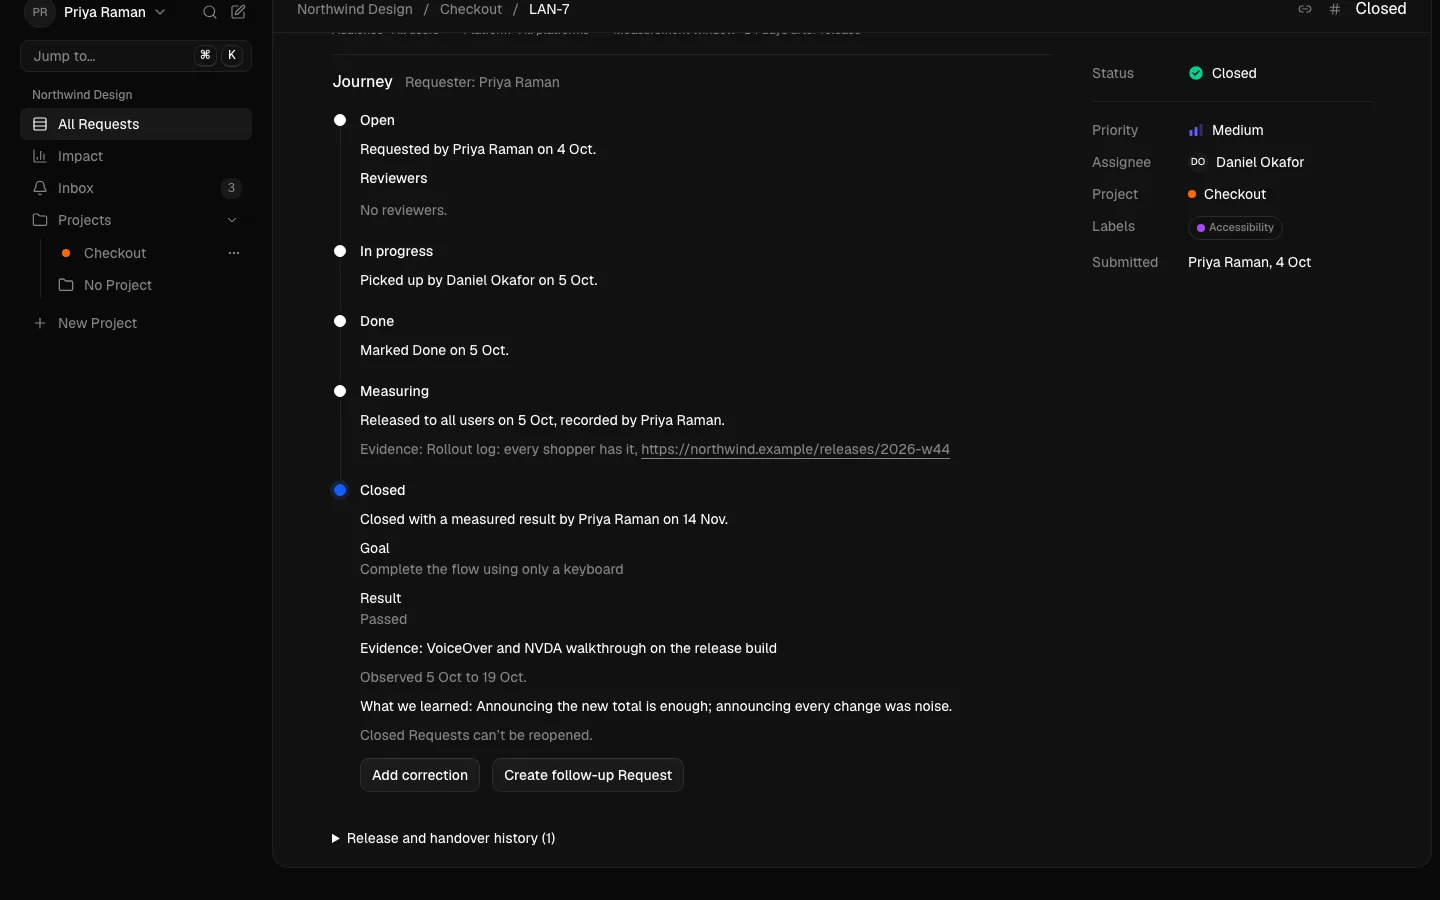 PR Priya Raman
Northwind Design / Checkout / LAN-7
Closed
Jump to… ⌘ K
Northwind Design
All Requests
Impact
Inbox 3
Projects
Checkout
No Project
New Project
Journey Requester: Priya Raman
Open
Requested by Priya Raman on 4 Oct.
Reviewers
No reviewers.
In progress
Picked up by Daniel Okafor on 5 Oct.
Done
Marked Done on 5 Oct.
Measuring
Released to all users on 5 Oct, recorded by Priya Raman.
Evidence: Rollout log: every shopper has it, https://northwind.example/releases/2026-w44
Closed
Closed with a measured result by Priya Raman on 14 Nov.
Goal
Complete the flow using only a keyboard
Result
Passed
Evidence: VoiceOver and NVDA walkthrough on the release build
Observed 5 Oct to 19 Oct.
What we learned: Announcing the new total is enough; announcing every change was noise.
Closed Requests can’t be reopened.
Add correction
Create follow-up Request
Release and handover history (1)
Status Closed
Priority Medium
Assignee DO Daniel Okafor
Project Checkout
Labels Accessibility
Submitted Priya Raman, 4 Oct